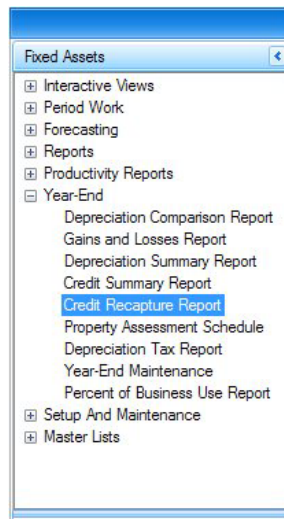 Fixed Assets
Interactive Views
Period Work
Forecasting
Reports
Productivity Reports
Year-End
Depreciation Comparison Report
Gains and Losses Report
Depreciation Summary Report
Credit Summary Report
Credit Recapture Report
Property Assessment Schedule
Depreciation Tax Report
Year-End Maintenance
Percent of Business Use Report
Setup And Maintenance
Master Lists